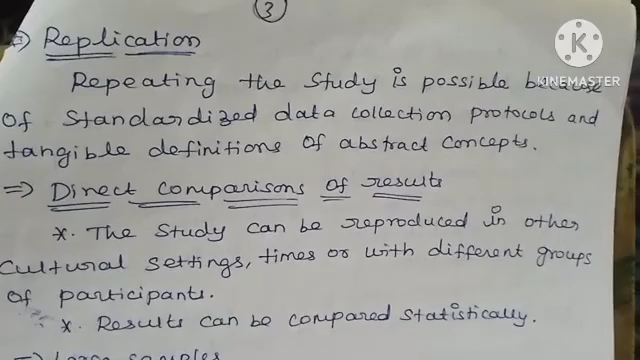 3
=> Replication
KINEMASTER
Repeating the study is possible because
of standardized data collection protocols and
tangible definitions of abstract concepts.
=> Direct comparisons of results
*. The study can be reproduced in other
cultural settings, times or with different groups
of participants.
*. Results can be compared statistically.
=> Large samples